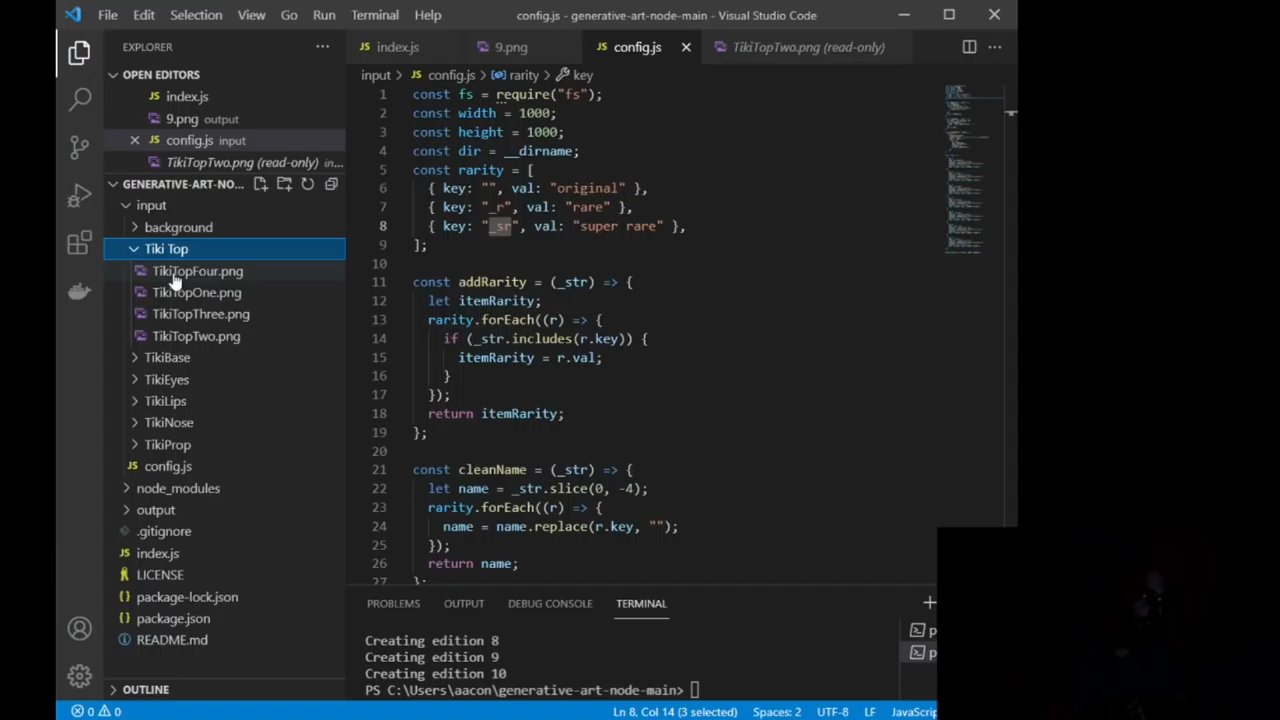 File Edit Selection View Go Run Terminal Help config.js - generative-art-node-main - Visual Studio Code
EXPLORER
OPEN EDITORS
index.js
9.png output
config.js input
TikiTopTwo.png (read-only) in...
GENERATIVE-ART-NO...
input
background
Tiki Top
TikiTopFour.png
TikiTopOne.png
TikiTopThree.png
TikiTopTwo.png
TikiBase
TikiEyes
TikiLips
TikiNose
TikiProp
JS config.js
node_modules
output
.gitignore
JS index.js
LICENSE
{} package-lock.json
{} package.json
README.md
OUTLINE
JS index.js 9.png JS config.js TikiTopTwo.png (read-only)
input > JS config.js > rarity > key
1 const fs = require("fs");
2 const width = 1000;
3 const height = 1000;
4 const dir = __dirname;
5 const rarity = [
6 { key: "", val: "original" },
7 { key: "_r", val: "rare" },
8 { key: "_sr", val: "super rare" },
9 ];
10
11 const addRarity = (_str) => {
12 let itemRarity;
13 rarity.forEach((r) => {
14 if (_str.includes(r.key)) {
15 itemRarity = r.val;
16 }
17 });
18 return itemRarity;
19 };
20
21 const cleanName = (_str) => {
22 let name = _str.slice(0, -4);
23 rarity.forEach((r) => {
24 name = name.replace(r.key, "");
25 });
26 return name;
27 };
PROBLEMS OUTPUT DEBUG CONSOLE TERMINAL
Creating edition 8
Creating edition 9
Creating edition 10
PS C:\Users\aacon\generative-art-node-main>
p
p
0 0 Ln 8, Col 14 (3 selected) Spaces: 2 UTF-8 LF JavaScrip